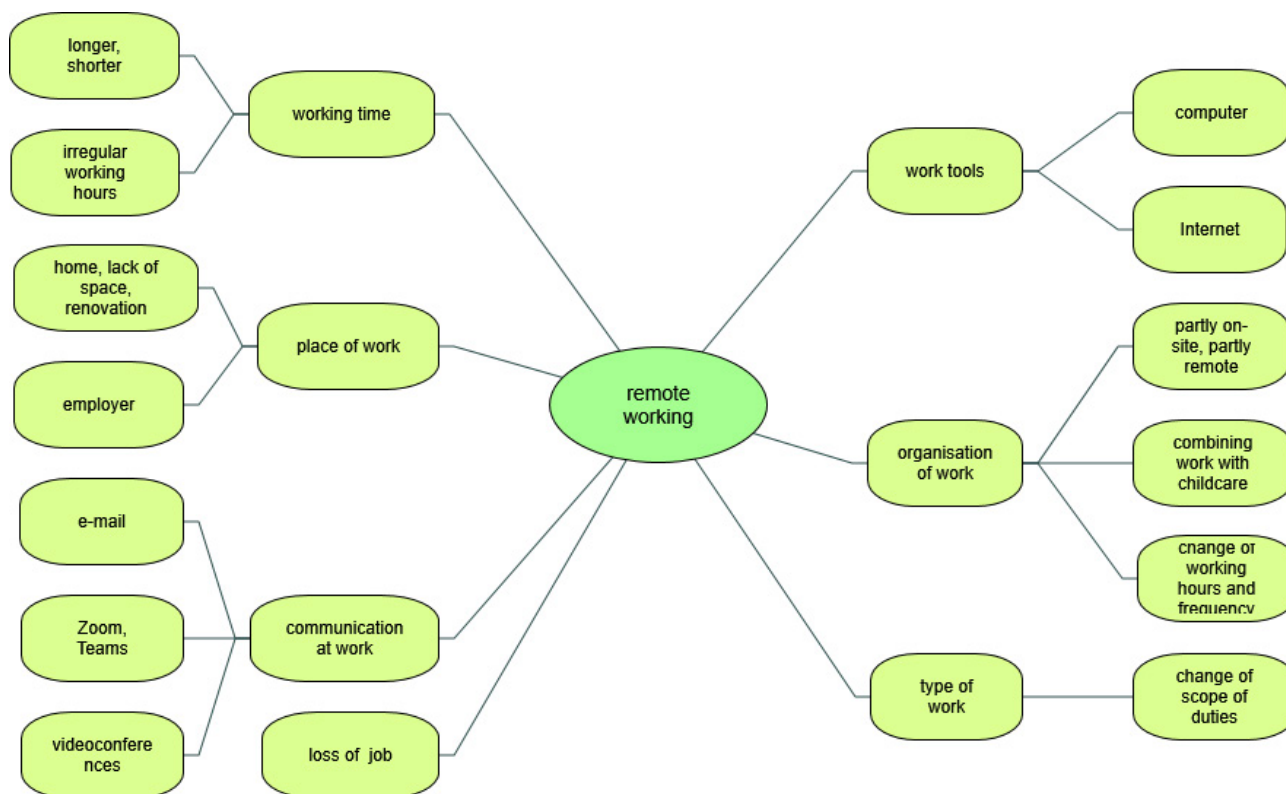 longer,
shorter
working time
irregular
working
hours
home, lack of
space,
renovation
place of work
employer
e-mail
Zoom,
Teams
communication
at work
videoconfere
nces
loss of job
remote
working
work tools
computer
Internet
organisation
of work
partly on-
site, partly
remote
combining
work with
childcare
change of
working
hours and
frequency
type of
work
change of
scope of
duties